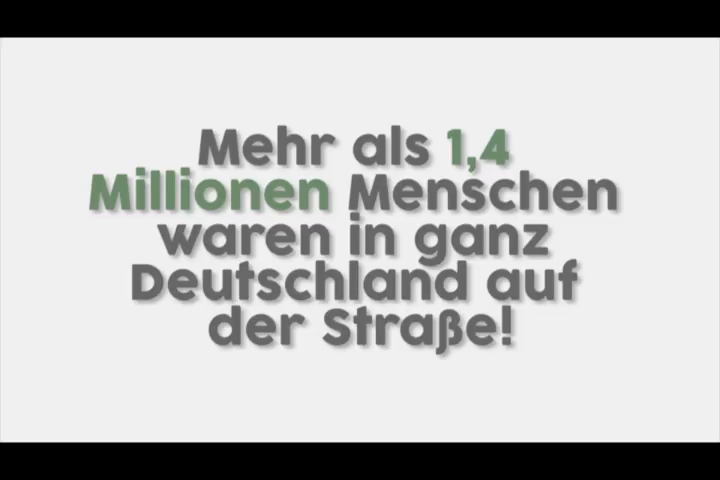 Mehr als 1,4
Millionen Menschen
waren in ganz
Deutschland auf
der Straße!